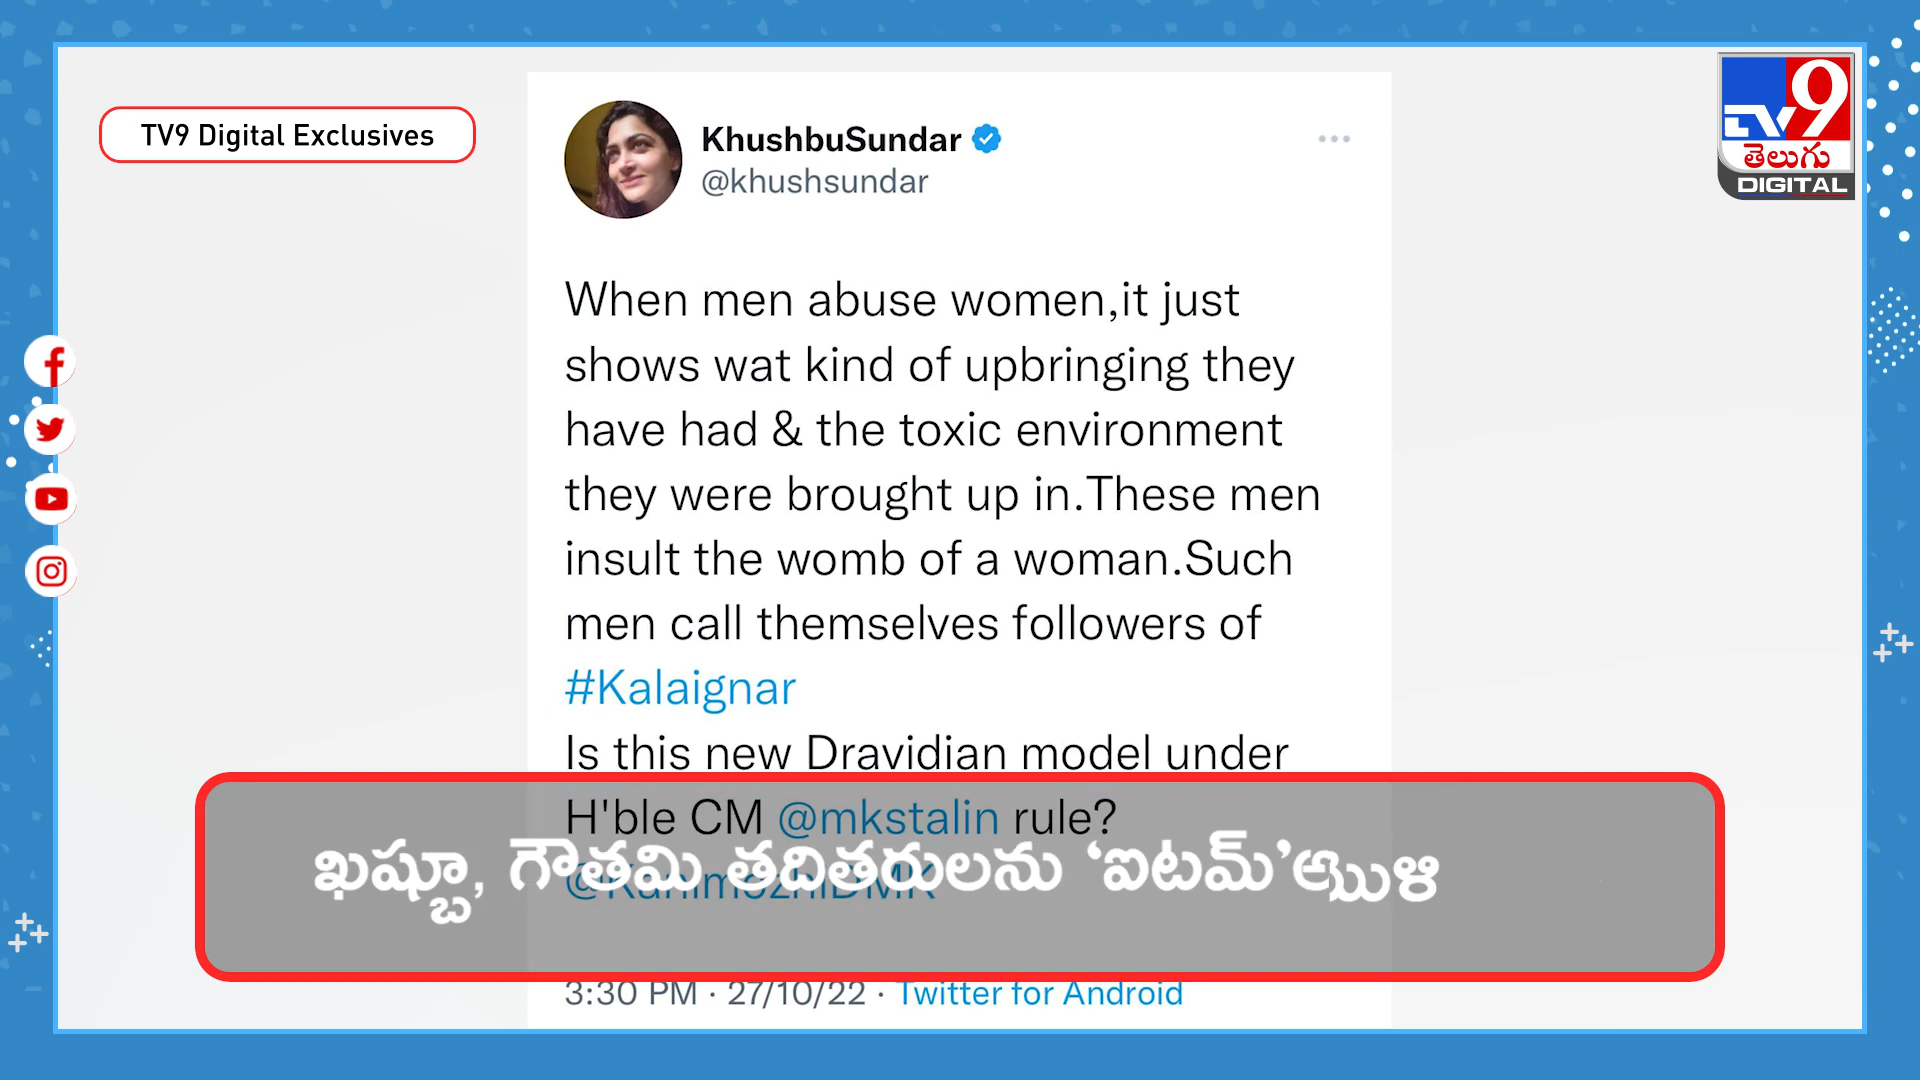 TV9 Digital Exclusives
TV9
తెలుగు
DIGITAL
KhushbuSundar
@khushsundar
When men abuse women,it just
shows wat kind of upbringing they
have had & the toxic environment
they were brought up in.These men
insult the womb of a woman.Such
men call themselves followers of
#Kalaignar
Is this new Dravidian model under
H'ble CM @mkstalin rule?
@KanimozhiDMK
ఖష్బూ, గౌతమి తదితరులను ‘ఐటమ్’
3:30 PM · 27/10/22 · Twitter for Android